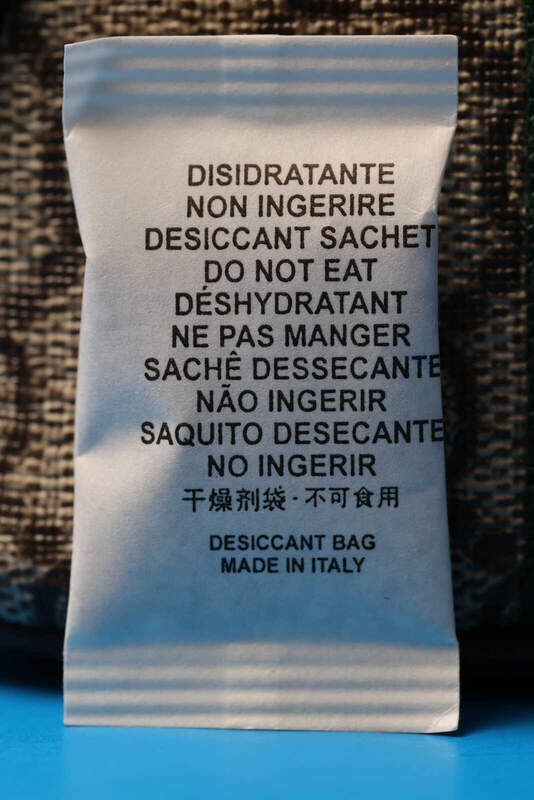 DISIDRATANTE
NON INGERIRE
DESICCANT SACHET
DO NOT EAT
DÉSHYDRATANT
NE PAS MANGER
SACHÊ DESSECANTE
NÃO INGERIR
SAQUITO DESECANTE
NO INGERIR
干燥剂袋 - 不可食用
DESICCANT BAG
MADE IN ITALY